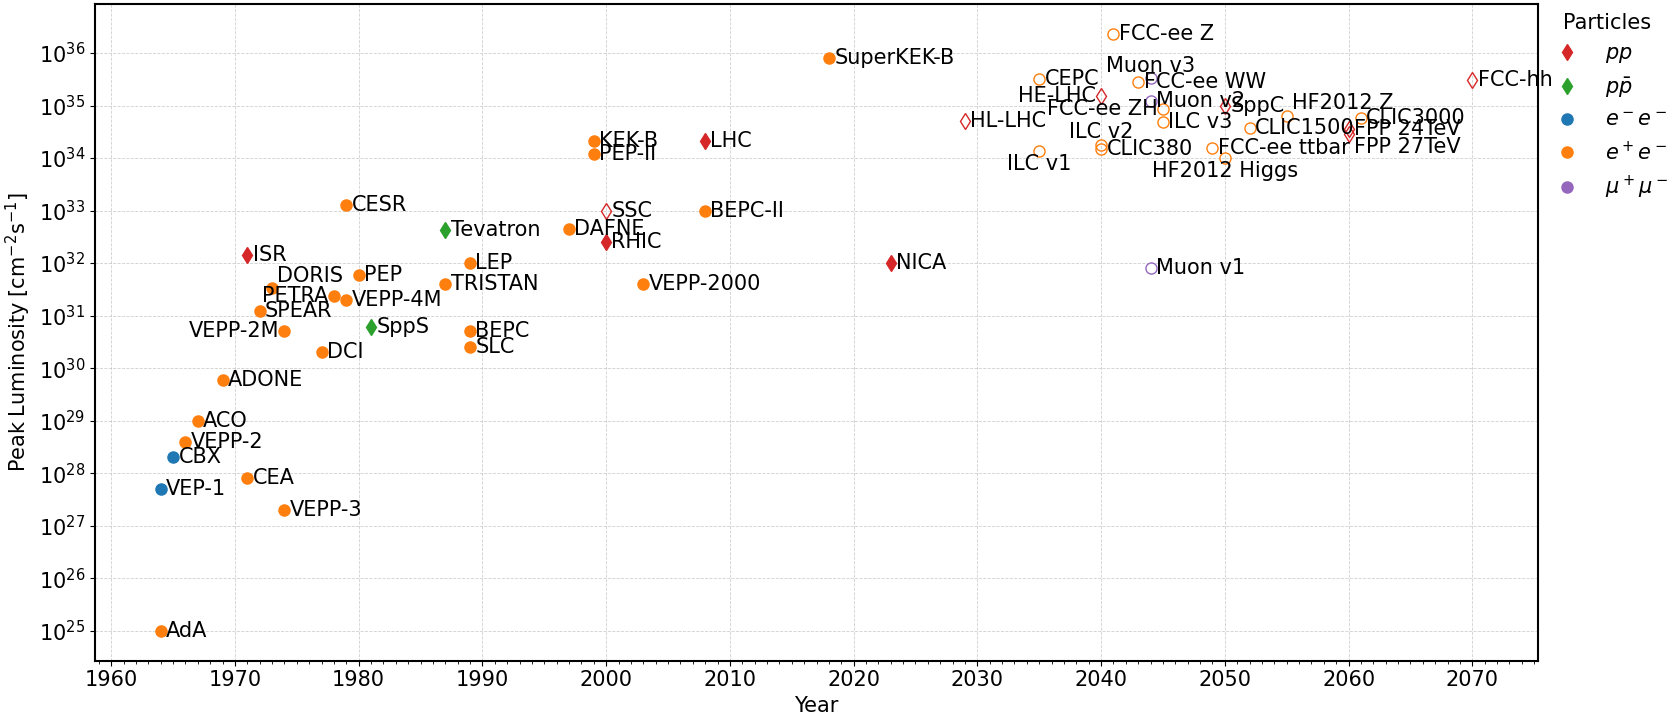 Particles
pp
pp̄
e⁻e⁻
e⁺e⁻
μ⁺μ⁻
Peak Luminosity [cm⁻²s⁻¹]
10³⁶
10³⁵
10³⁴
10³³
10³²
10³¹
10³⁰
10²⁹
10²⁸
10²⁷
10²⁶
10²⁵
FCC-ee Z
SuperKEK-B
Muon v3
CEPC
FCC-ee WW
FCC-hh
HE-LHC
Muon v2
SppC
HF2012 Z
FCC-ee ZH
HL-LHC
ILC v3
CLIC3000
CLIC1500
FPP 24TeV
ILC v2
KEK-B
LHC
CLIC380
FCC-ee ttbar
FPP 27TeV
PEP-II
ILC v1
HF2012 Higgs
CESR
SSC
BEPC-II
Tevatron
DAFNE
RHIC
ISR
LEP
NICA
Muon v1
DORIS
PEP
TRISTAN
VEPP-2000
PETRA
VEPP-4M
SPEAR
SppS
VEPP-2M
BEPC
SLC
DCI
ADONE
ACO
VEPP-2
CBX
CEA
VEP-1
VEPP-3
AdA
1960
1970
1980
1990
2000
2010
2020
2030
2040
2050
2060
2070
Year